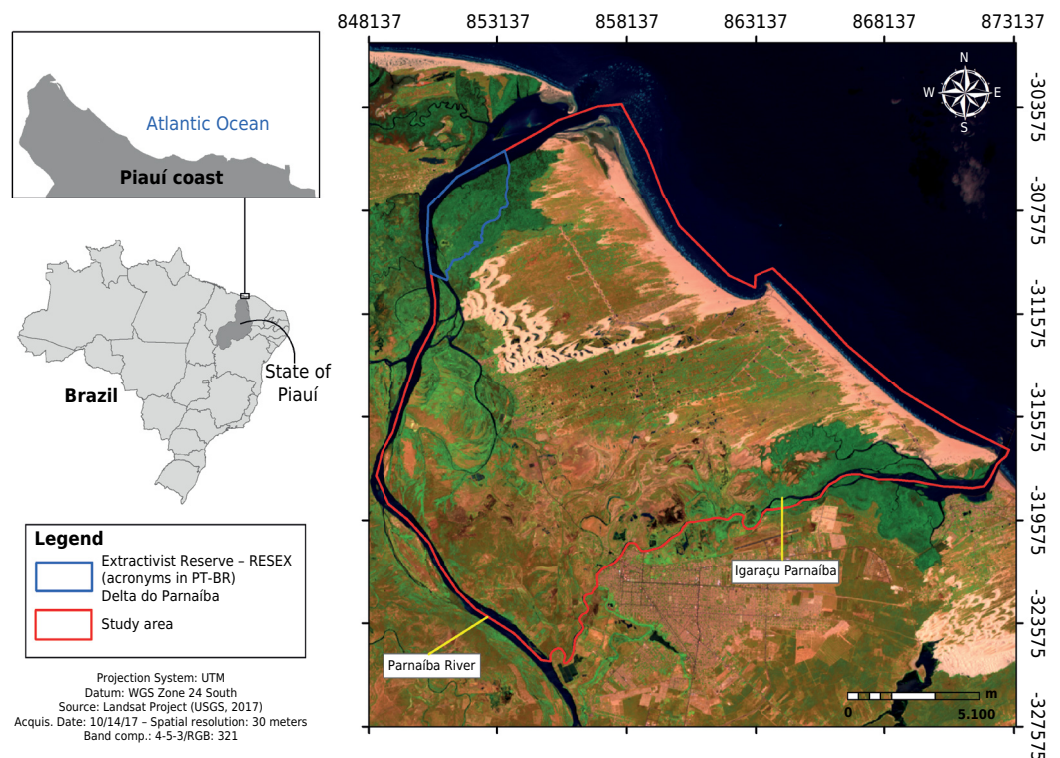 848137
853137
858137
863137
868137
873137
Atlantic Ocean
Piauí coast
N
W
E
S
-303575
-307575
-311575
-315575
-319575
-323575
-327575
State of
Piauí
Brazil
Legend
Extractivist Reserve – RESEX
(acronyms in PT-BR)
Delta do Parnaíba
Study area
Igaraçu Parnaíba
Parnaíba River
m
0
5.100
Projection System: UTM
Datum: WGS Zone 24 South
Source: Landsat Project (USGS, 2017)
Acquis. Date: 10/14/17 – Spatial resolution: 30 meters
Band comp.: 4-5-3/RGB: 321